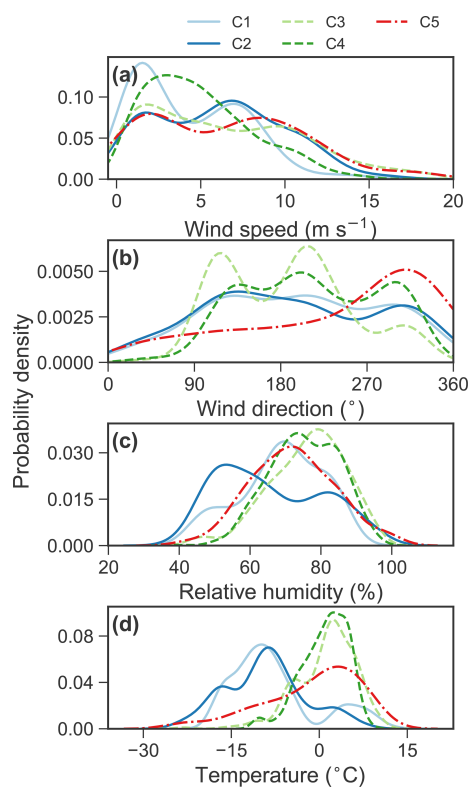 C1 C3 C5
C2 C4
(a)
0.10
0.05
0.00
0 5 10 15 20
Wind speed (m s⁻¹)
(b)
0.0050
0.0025
0.0000
0 90 180 270 360
Wind direction (°)
Probability density
(c)
0.030
0.015
0.000
20 40 60 80 100
Relative humidity (%)
(d)
0.08
0.04
0.00
−30 −15 0 15
Temperature (°C)